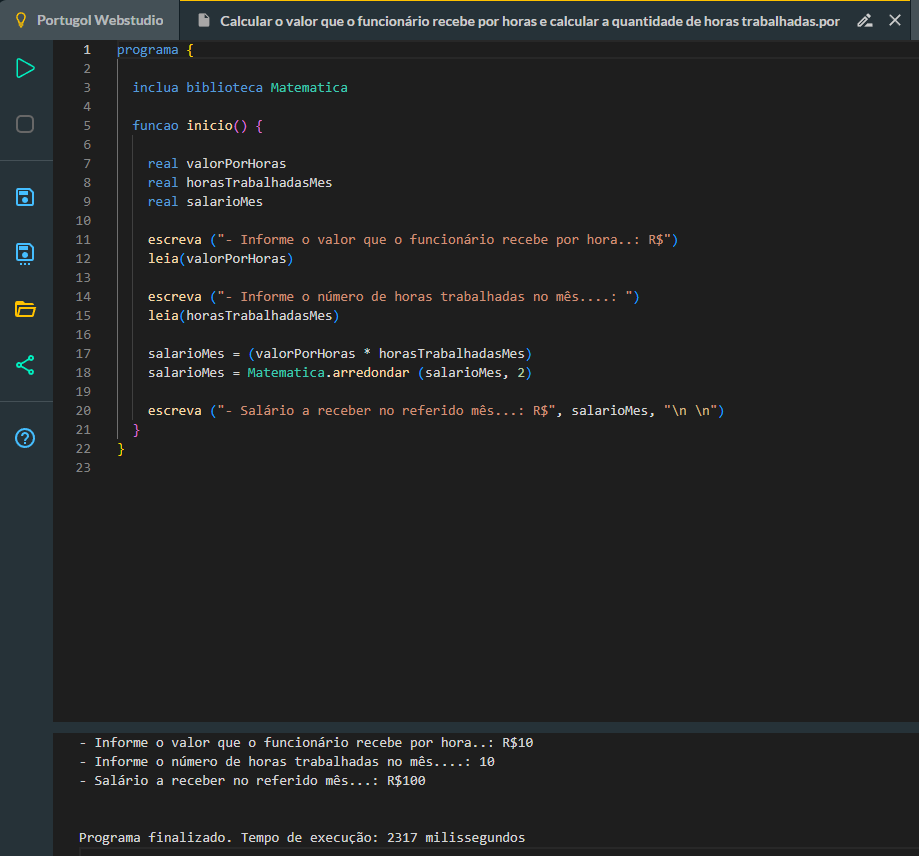 Portugol Webstudio
Calcular o valor que o funcionário recebe por horas e calcular a quantidade de horas trabalhadas.por
1 programa {
2
3 inclua biblioteca Matematica
4
5 funcao inicio() {
6
7 real valorPorHoras
8 real horasTrabalhadasMes
9 real salarioMes
10
11 escreva ("- Informe o valor que o funcionário recebe por hora..: R$")
12 leia(valorPorHoras)
13
14 escreva ("- Informe o número de horas trabalhadas no mês....: ")
15 leia(horasTrabalhadasMes)
16
17 salarioMes = (valorPorHoras * horasTrabalhadasMes)
18 salarioMes = Matematica.arredondar (salarioMes, 2)
19
20 escreva ("- Salário a receber no referido mês...: R$", salarioMes, "\n \n")
21 }
22 }
23
- Informe o valor que o funcionário recebe por hora..: R$10
- Informe o número de horas trabalhadas no mês....: 10
- Salário a receber no referido mês...: R$100
Programa finalizado. Tempo de execução: 2317 milissegundos